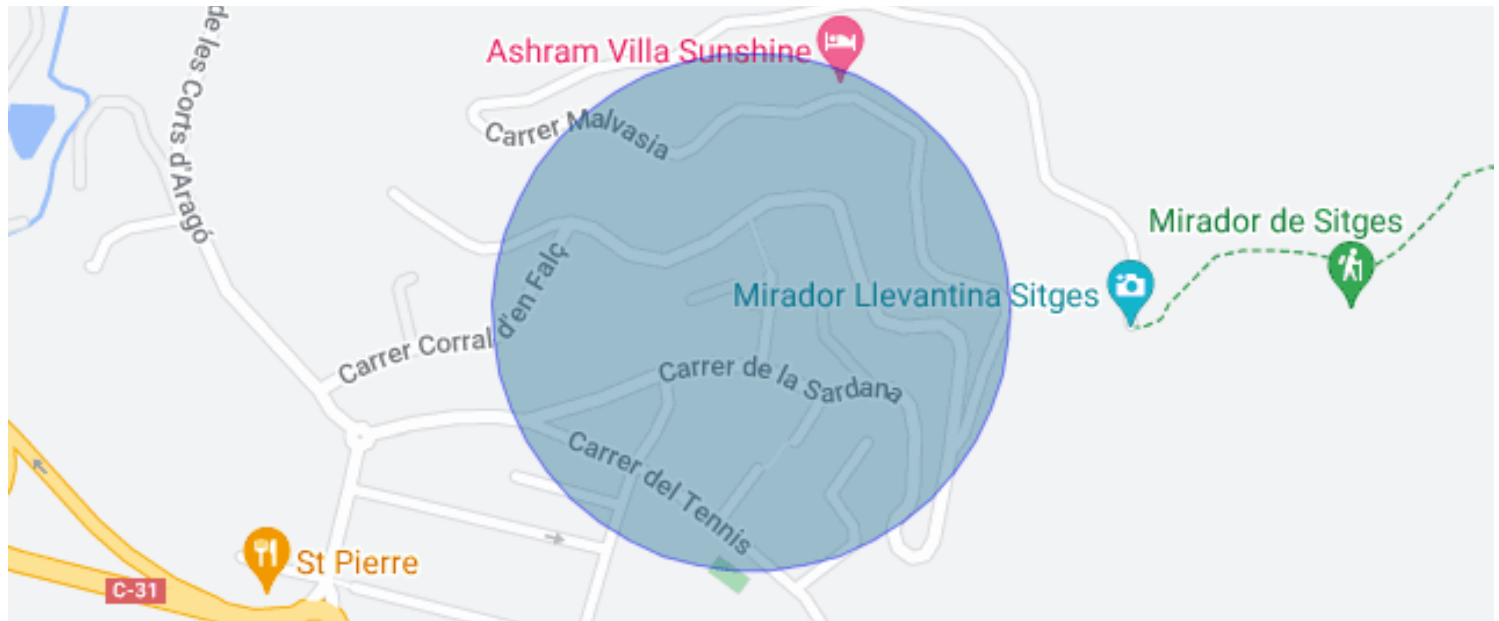 de les Corts d'Aragó
Ashram Villa Sunshine
Carrer Malvasia
Mirador de Sitges
Mirador Llevantina Sitges
Carrer Corral d'en Falç
Carrer de la Sardana
Carrer del Tennis
St Pierre
C-31